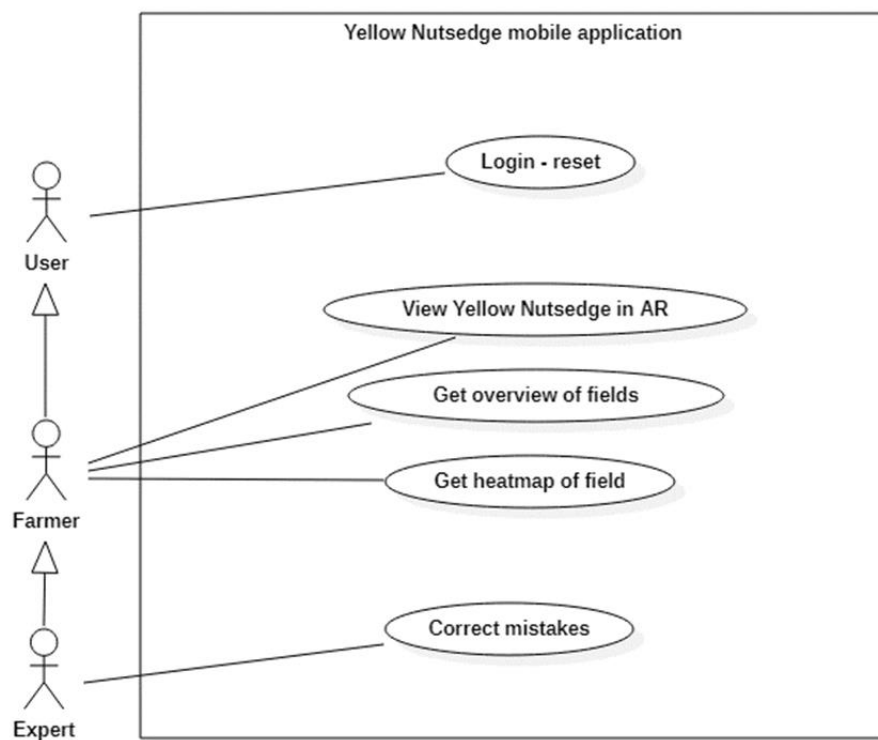 Yellow Nutsedge mobile application
Login - reset
User
View Yellow Nutsedge in AR
Get overview of fields
Get heatmap of field
Farmer
Correct mistakes
Expert